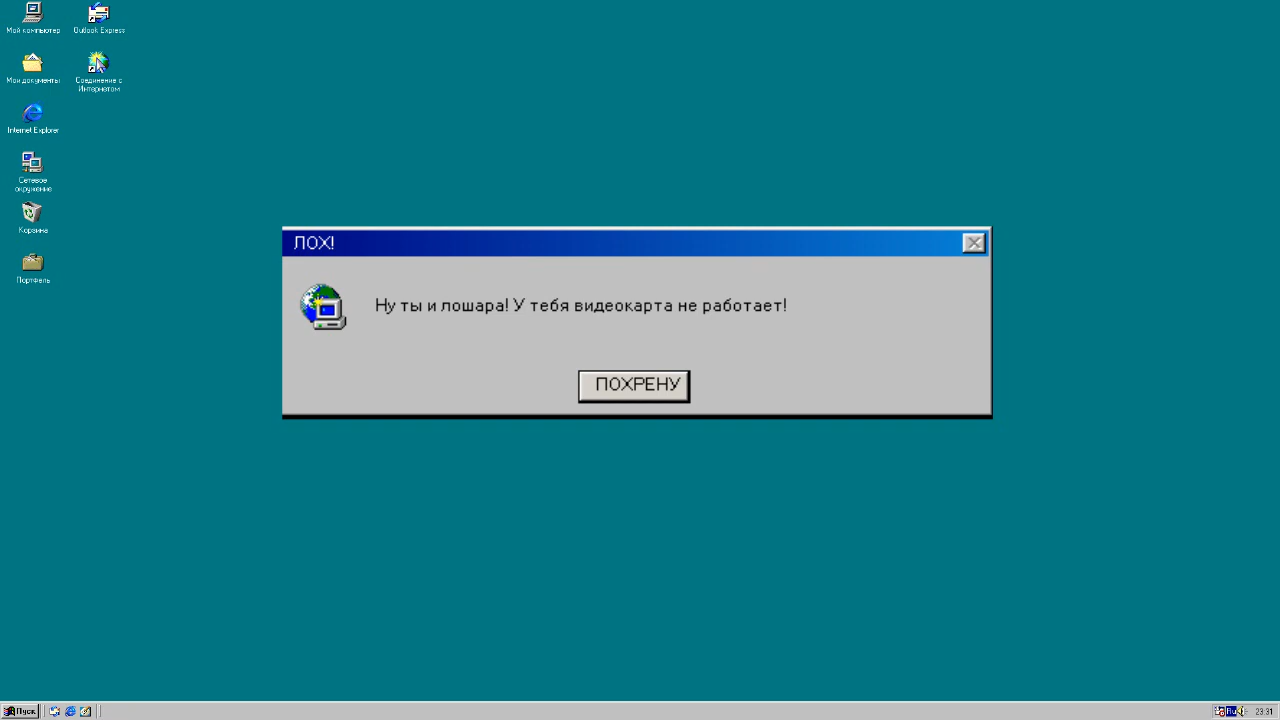 Мой компьютер
Outlook Express
Мои документы
Соединение с
Интернетом
Internet Explorer
Сетевое
окружение
Корзина
Портфель
ЛОХ!
Ну ты и лошара! У тебя видеокарта не работает!
ПОХРЕНУ
Пуск
Ru
23:31